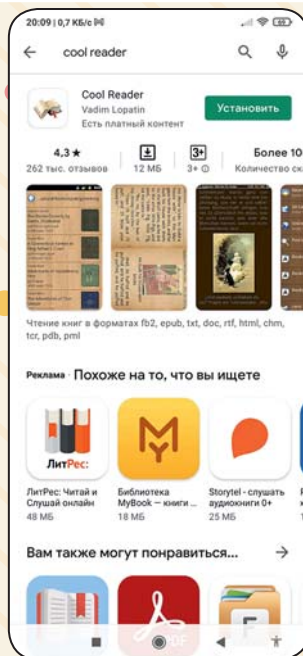 20:09 | 0,7 КБ/с
69
cool reader
Cool Reader
Vadim Lopatin
Есть платный контент
Установить
4,3 ★
3+
Более 10
262 тыс. отзывов
12 МБ
3+
Количество ск
Чтение книг в форматах fb2, epub, txt, doc, rtf, html, chm,
tcr, pdb, pml
Реклама · Похоже на то, что вы ищете
ЛитРес:
ЛитРес: Читай и
Слушай онлайн
48 МБ
Библиотека
MyBook — книги ...
18 МБ
Storytel - слушать
аудиокниги 0+
25 МБ
Вам также могут понравиться...